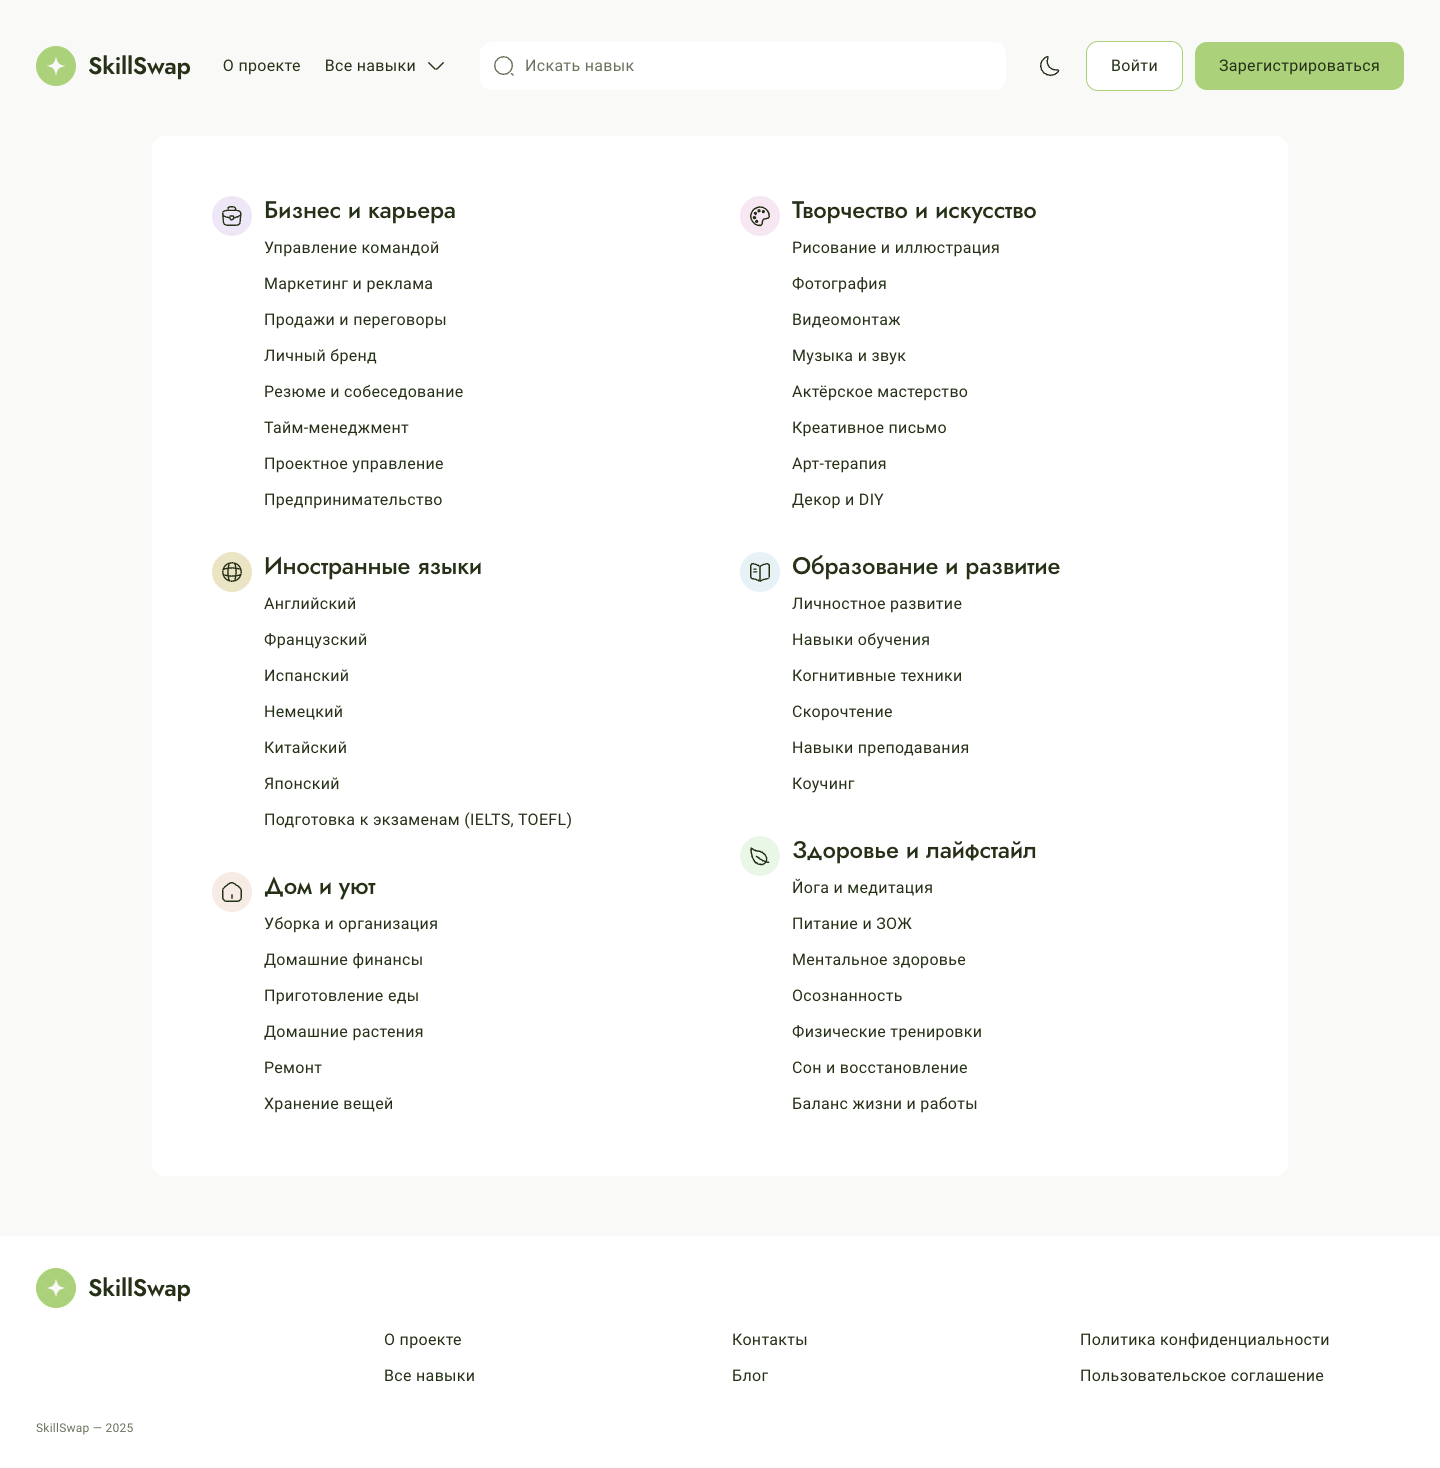 SkillSwap
О проекте
Все навыки
Искать навык
Войти
Зарегистрироваться
Бизнес и карьера
Управление командой
Маркетинг и реклама
Продажи и переговоры
Личный бренд
Резюме и собеседование
Тайм-менеджмент
Проектное управление
Предпринимательство
Иностранные языки
Английский
Французский
Испанский
Немецкий
Китайский
Японский
Подготовка к экзаменам (IELTS, TOEFL)
Дом и уют
Уборка и организация
Домашние финансы
Приготовление еды
Домашние растения
Ремонт
Хранение вещей
Творчество и искусство
Рисование и иллюстрация
Фотография
Видеомонтаж
Музыка и звук
Актёрское мастерство
Креативное письмо
Арт-терапия
Декор и DIY
Образование и развитие
Личностное развитие
Навыки обучения
Когнитивные техники
Скорочтение
Навыки преподавания
Коучинг
Здоровье и лайфстайл
Йога и медитация
Питание и ЗОЖ
Ментальное здоровье
Осознанность
Физические тренировки
Сон и восстановление
Баланс жизни и работы
SkillSwap
О проекте
Все навыки
Контакты
Блог
Политика конфиденциальности
Пользовательское соглашение
SkillSwap — 2025